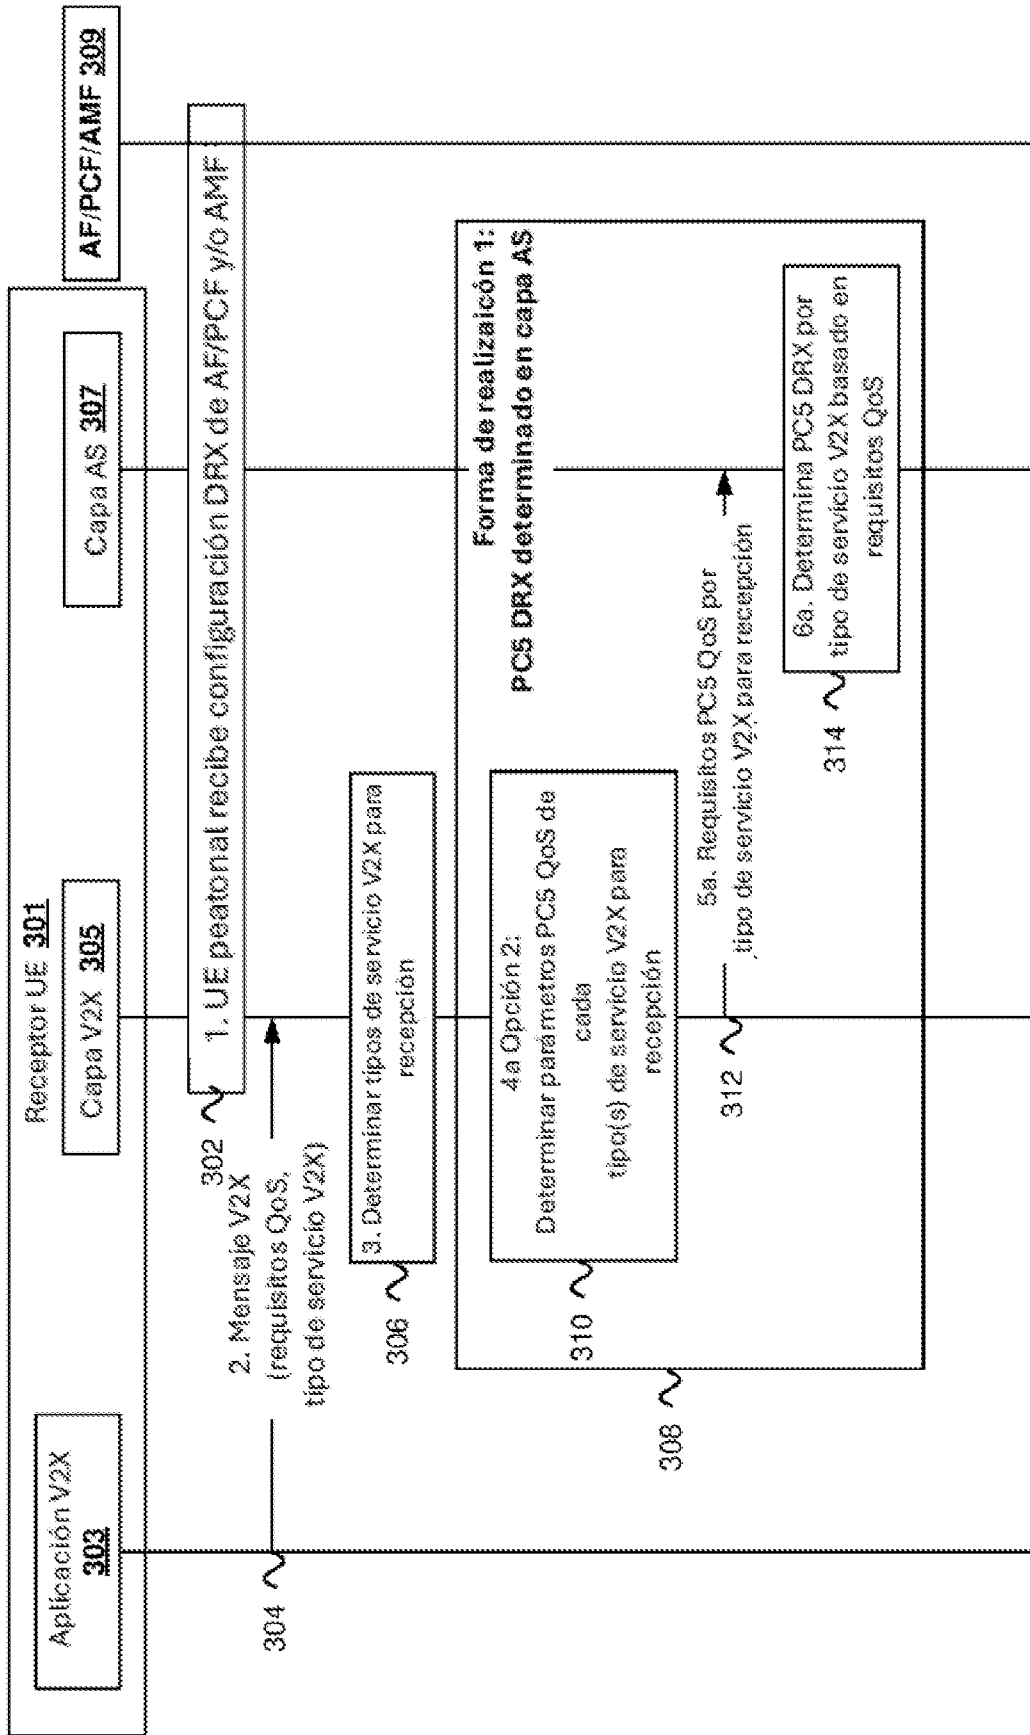 Receptor UE 301
Aplicación V2X
303
Capa V2X 305
Capa AS 307
AF/PCF/AMF 309
302
1. UE peatonal recibe configuración DRX de AF/PCF y/o AMF
304
2. Mensaje V2X
(requisitos QoS,
tipo de servicio V2X)
306
3. Determinar tipos de servicio V2X para
recepción
308
Forma de realizaicón 1:
PC5 DRX determinado en capa AS
310
4a Opción 2:
Determinar parámetros PC5 QoS de
cada
tipo(s) de servicio V2X para
recepción
312
5a. Requisitos PC5 QoS por
tipo de servicio V2X para recepción
314
6a. Determina PC5 DRX por
tipo de servicio V2X basado en
requisitos QoS